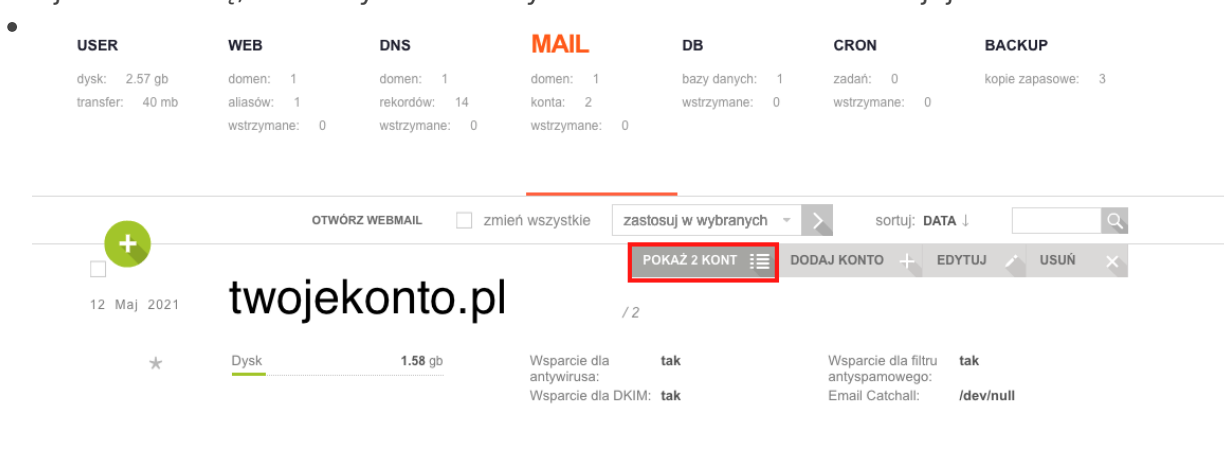 USER WEB DNS MAIL DB CRON BACKUP
dysk: 2.57 gb domen: 1 domen: 1 domen: 1 bazy danych: 1 zadań: 0 kopie zapasowe: 3
transfer: 40 mb aliasów: 1 rekordów: 14 konta: 2 wstrzymane: 0 wstrzymane: 0
wstrzymane: 0 wstrzymane: 0 wstrzymane: 0
OTWÓRZ WEBMAIL zmień wszystkie zastosuj w wybranych sortuj: DATA ↓
POKAŻ 2 KONT DODAJ KONTO EDYTUJ USUŃ
12 Maj 2021 twojekonto.pl / 2
Dysk 1.58 gb Wsparcie dla tak Wsparcie dla filtru tak
antywirusa: antyspamowego:
Wsparcie dla DKIM: tak Email Catchall: /dev/null